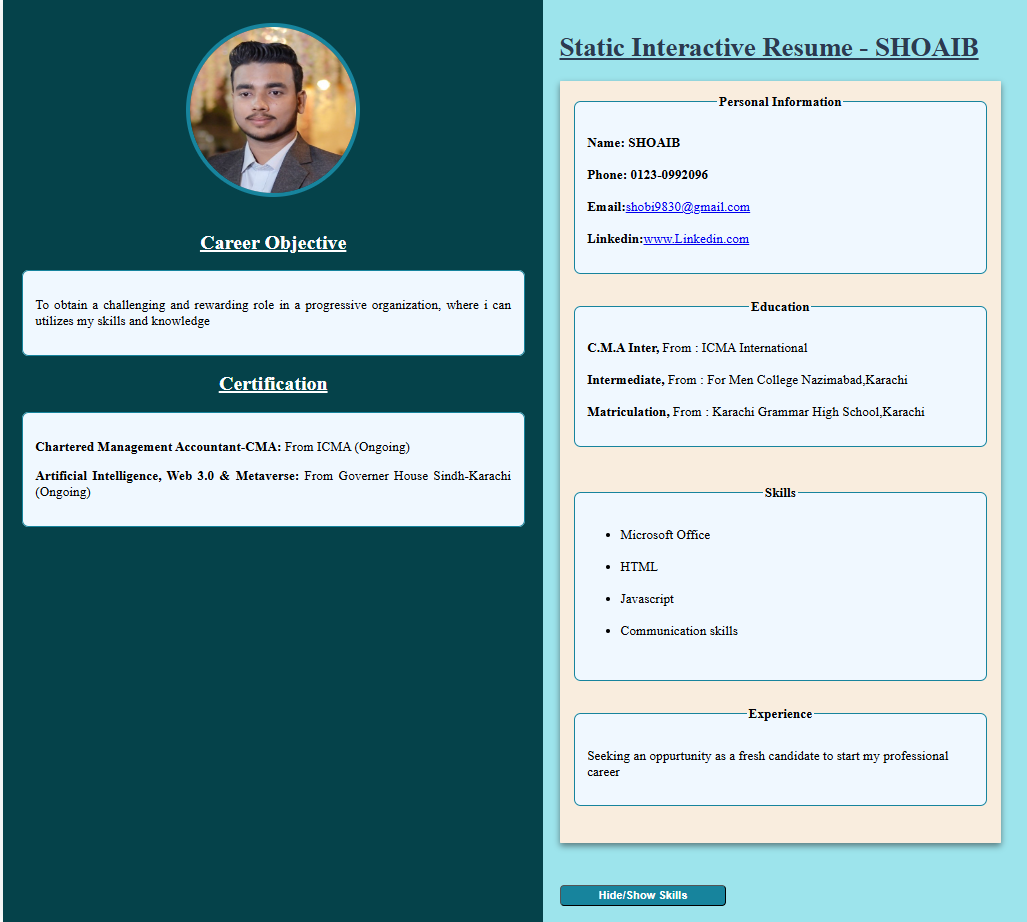 Career Objective
To obtain a challenging and rewarding role in a progressive organization, where i can
utilizes my skills and knowledge
Certification
Chartered Management Accountant-CMA: From ICMA (Ongoing)
Artificial Intelligence, Web 3.0 & Metaverse: From Governer House Sindh-Karachi
(Ongoing)
Static Interactive Resume - SHOAIB
Personal Information
Name: SHOAIB
Phone: 0123-0992096
Email:shobi9830@gmail.com
Linkedin:www.Linkedin.com
Education
C.M.A Inter, From : ICMA International
Intermediate, From : For Men College Nazimabad,Karachi
Matriculation, From : Karachi Grammar High School,Karachi
Skills
• Microsoft Office
• HTML
• Javascript
• Communication skills
Experience
Seeking an oppurtunity as a fresh candidate to start my professional
career
Hide/Show Skills